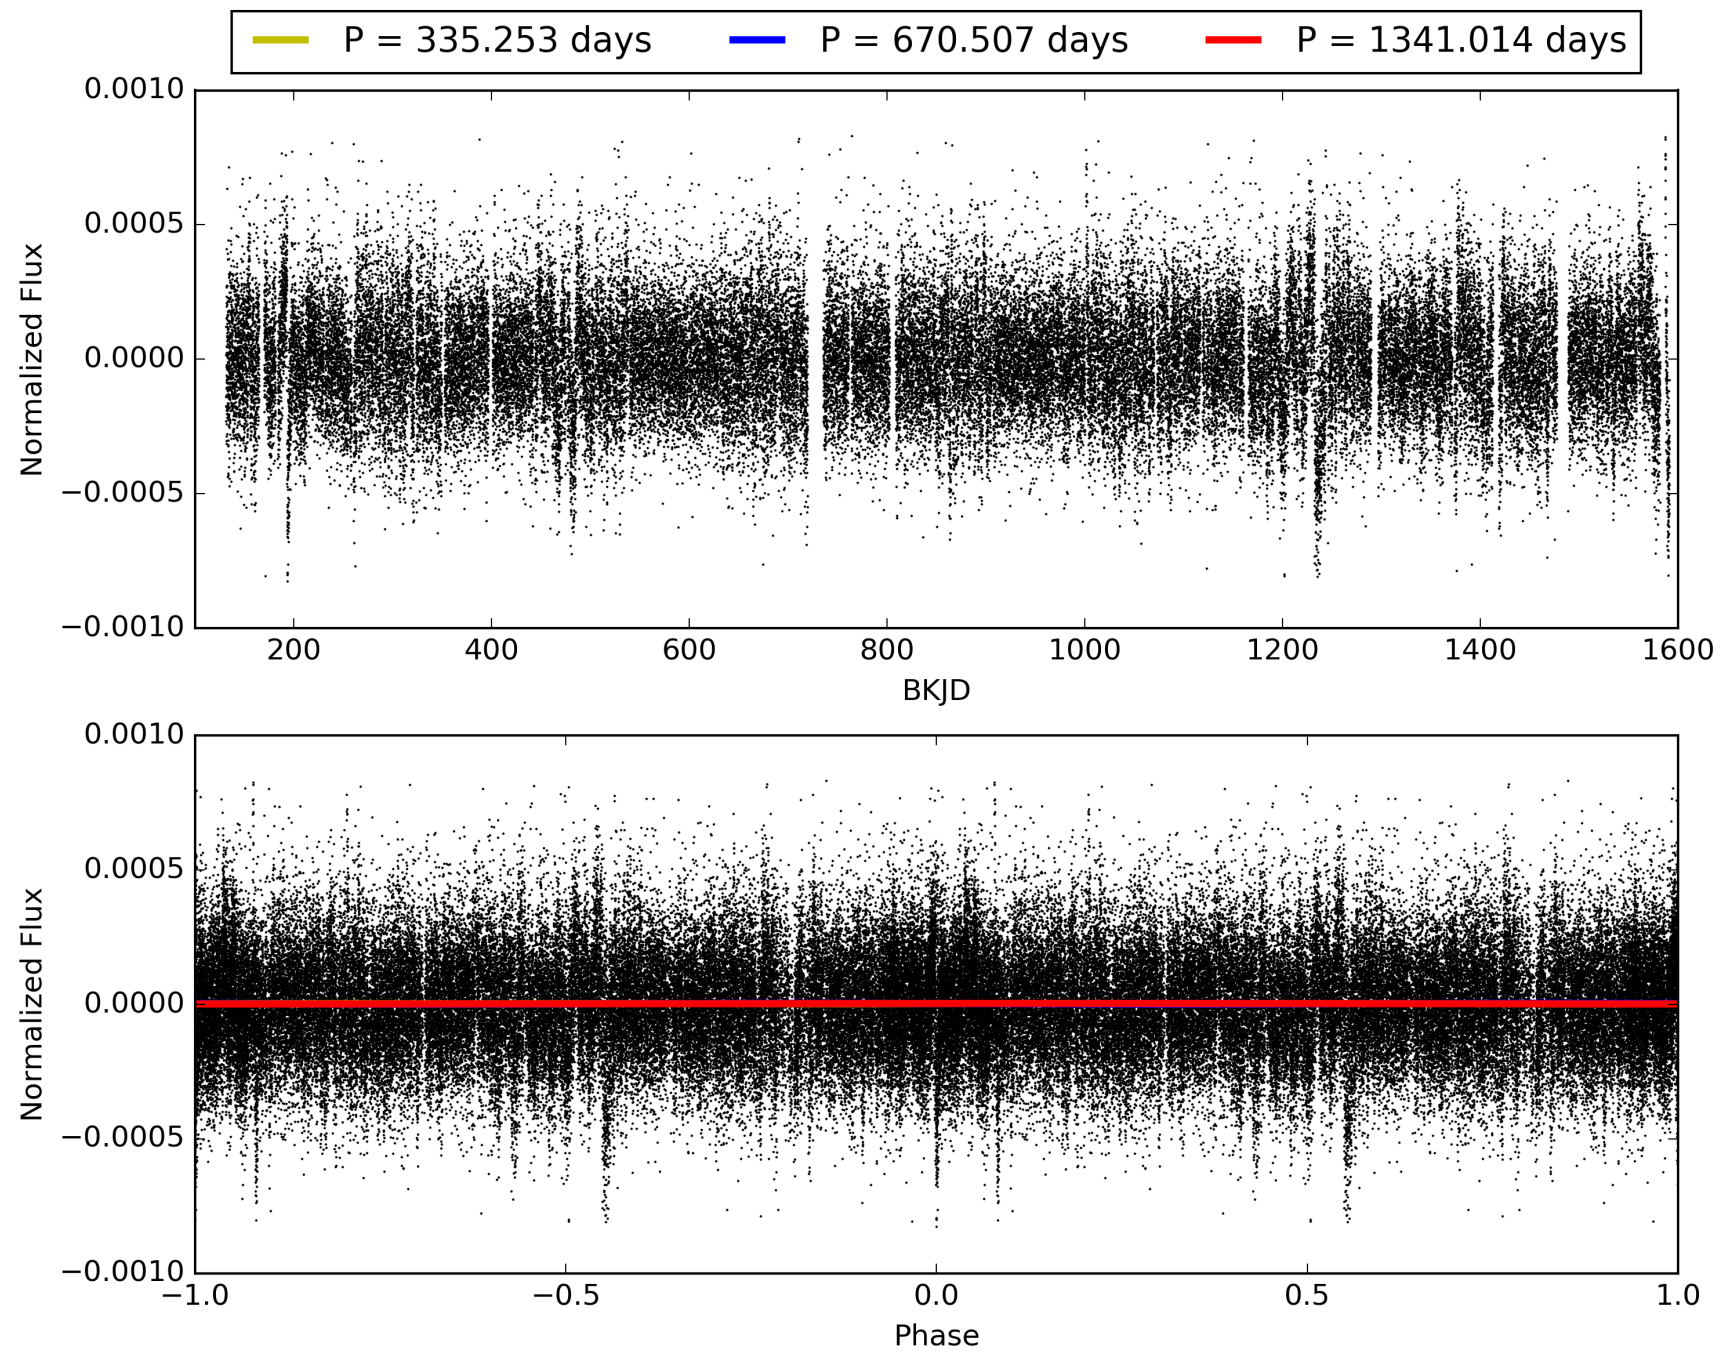 P = 335.253 days P = 670.507 days P = 1341.014 days
0.0010
0.0005
0.0000
−0.0005
−0.0010
Normalized Flux
200 400 600 800 1000 1200 1400 1600
BKJD
0.0010
0.0005
0.0000
−0.0005
−0.0010
Normalized Flux
−1.0 −0.5 0.0 0.5 1.0
Phase